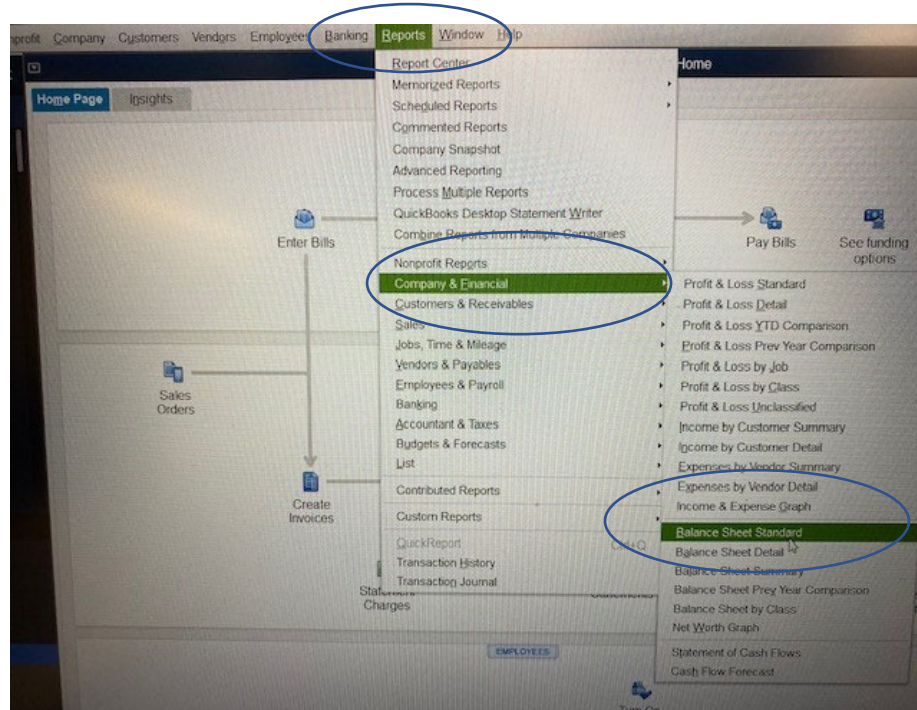 Company Customers Vendors Employees Banking Reports Window Help
Home
Home Page Insights
Report Center
Memorized Reports
Scheduled Reports
Commented Reports
Company Snapshot
Advanced Reporting
Process Multiple Reports
QuickBooks Desktop Statement Writer
Combine Reports from Multiple Companies
Nonprofit Reports
Company & Financial
Customers & Receivables
Sales
Jobs, Time & Mileage
Vendors & Payables
Employees & Payroll
Banking
Accountant & Taxes
Budgets & Forecasts
List
Contributed Reports
Custom Reports
QuickReport Ctrl+Q
Transaction History
Transaction Journal
Profit & Loss Standard
Profit & Loss Detail
Profit & Loss YTD Comparison
Profit & Loss Prev Year Comparison
Profit & Loss by Job
Profit & Loss by Class
Profit & Loss Unclassified
Income by Customer Summary
Income by Customer Detail
Expenses by Vendor Summary
Expenses by Vendor Detail
Income & Expense Graph
Balance Sheet Standard
Balance Sheet Detail
Balance Sheet Summary
Balance Sheet Prev Year Comparison
Balance Sheet by Class
Net Worth Graph
Statement of Cash Flows
Cash Flow Forecast
Enter Bills
Pay Bills
See funding
options
Sales
Orders
Create
Invoices
Charges
EMPLOYEES